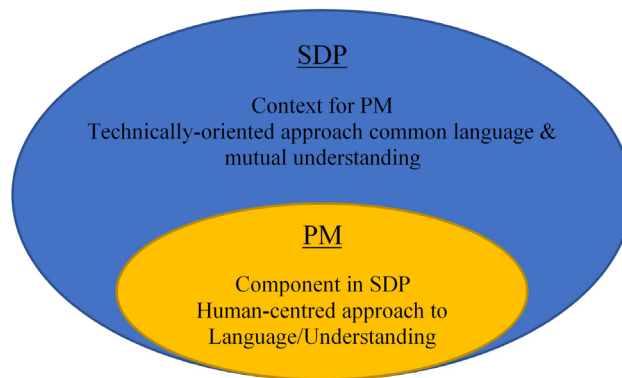 SDP
Context for PM
Technically-oriented approach common language &
mutual understanding
PM
Component in SDP
Human-centred approach to
Language/Understanding